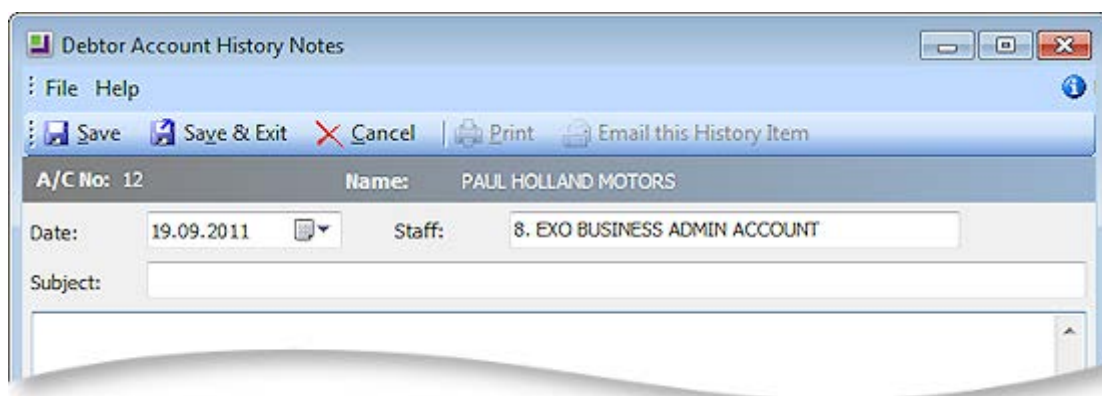 Debtor Account History Notes
File Help
Save Save & Exit Cancel Print Email this History Item
A/C No: 12 Name: PAUL HOLLAND MOTORS
Date: 19.09.2011 Staff: 8. EXO BUSINESS ADMIN ACCOUNT
Subject: